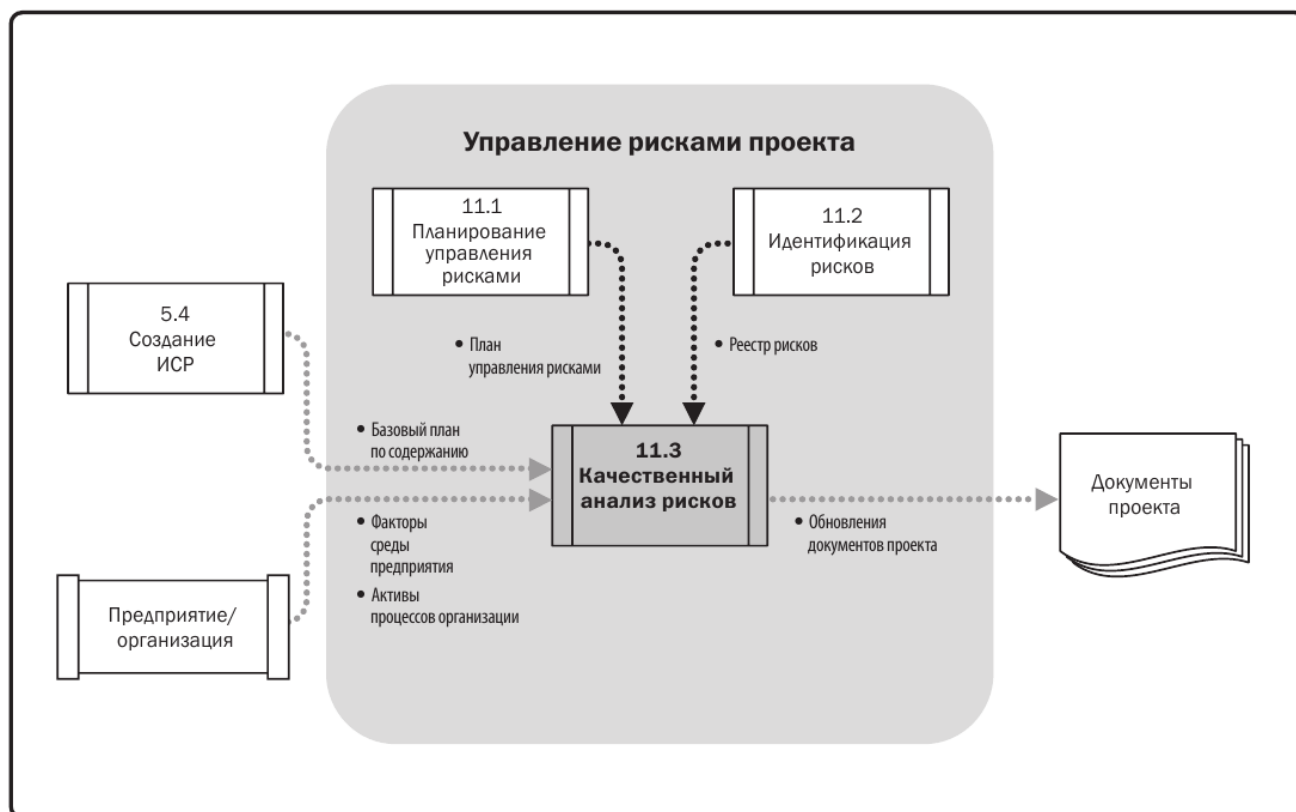 Управление рисками проекта
11.1
Планирование
управления
рисками
11.2
Идентификация
рисков
5.4
Создание
ИСР
• План
управления рисками
• Реестр рисков
• Базовый план
по содержанию
11.3
Качественный
анализ рисков
Документы
проекта
• Факторы
среды
предприятия
• Активы
процессов организации
• Обновления
документов проекта
Предприятие/
организация